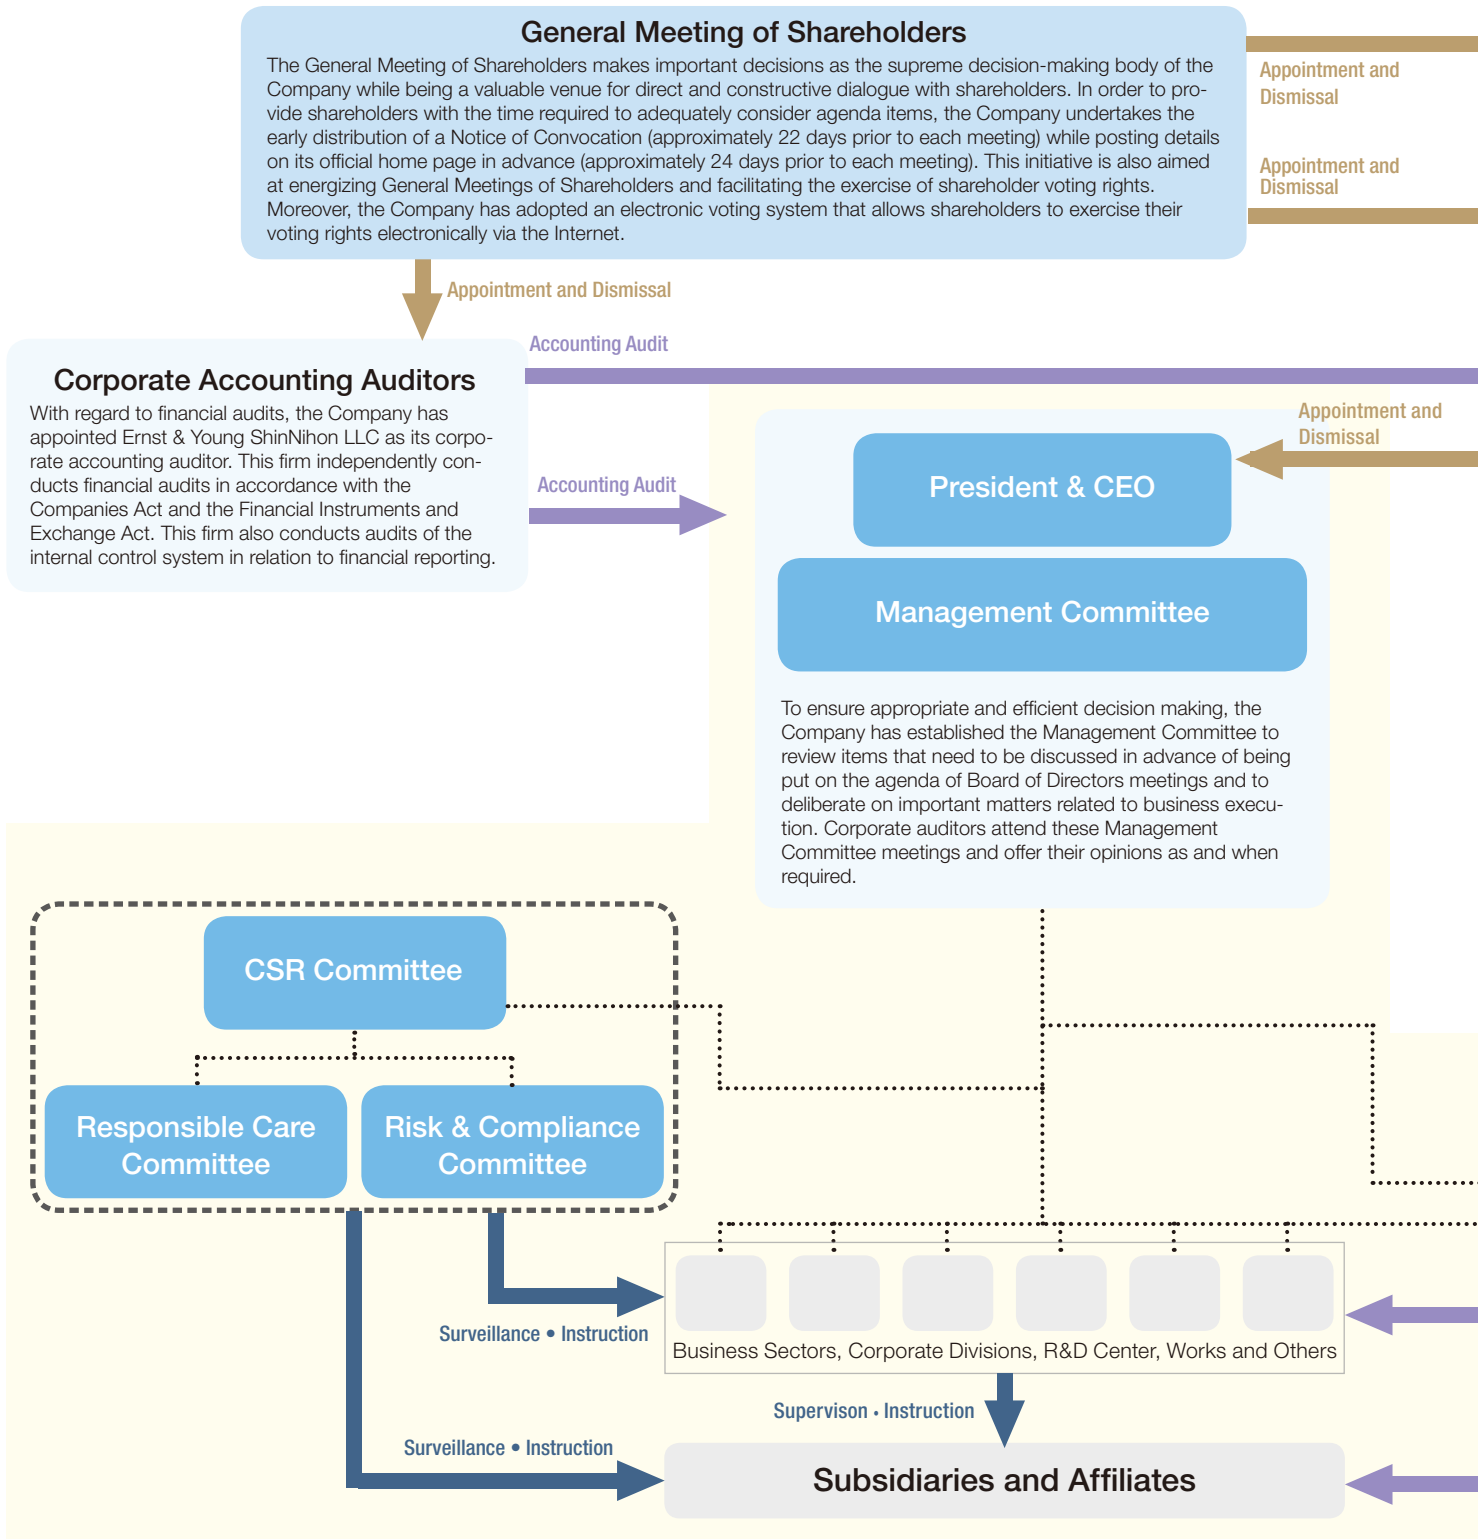 General Meeting of Shareholders
The General Meeting of Shareholders makes important decisions as the supreme decision-making body of the
Company while being a valuable venue for direct and constructive dialogue with shareholders. In order to pro-
vide shareholders with the time required to adequately consider agenda items, the Company undertakes the
early distribution of a Notice of Convocation (approximately 22 days prior to each meeting) while posting details
on its official home page in advance (approximately 24 days prior to each meeting). This initiative is also aimed
at energizing General Meetings of Shareholders and facilitating the exercise of shareholder voting rights.
Moreover, the Company has adopted an electronic voting system that allows shareholders to exercise their
voting rights electronically via the Internet.
Appointment and
Dismissal
Appointment and
Dismissal
Appointment and Dismissal
Accounting Audit
Corporate Accounting Auditors
With regard to financial audits, the Company has
appointed Ernst & Young ShinNihon LLC as its corpo-
rate accounting auditor. This firm independently con-
ducts financial audits in accordance with the
Companies Act and the Financial Instruments and
Exchange Act. This firm also conducts audits of the
internal control system in relation to financial reporting.
Accounting Audit
Appointment and
Dismissal
President & CEO
Management Committee
To ensure appropriate and efficient decision making, the
Company has established the Management Committee to
review items that need to be discussed in advance of being
put on the agenda of Board of Directors meetings and to
deliberate on important matters related to business execu-
tion. Corporate auditors attend these Management
Committee meetings and offer their opinions as and when
required.
CSR Committee
Responsible Care
Committee
Risk & Compliance
Committee
Surveillance • Instruction
Business Sectors, Corporate Divisions, R&D Center, Works and Others
Supervison • Instruction
Surveillance • Instruction
Subsidiaries and Affiliates